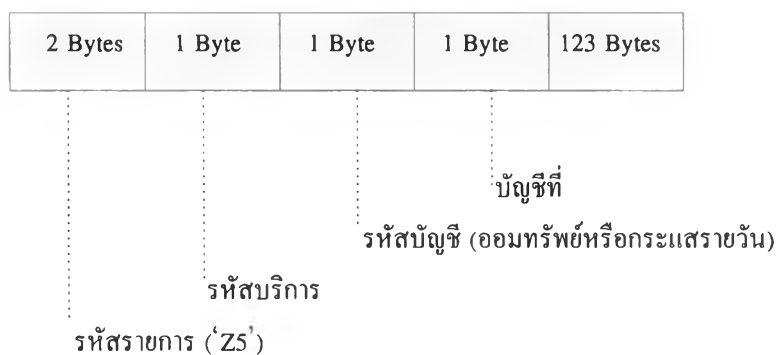 2 Bytes 1 Byte 1 Byte 1 Byte 123 Bytes
บัญชีที่
รหัสบัญชี (ออมทรัพย์หรือกระแสรายวัน)
รหัสบริการ
รหัสรายการ ('Z5')